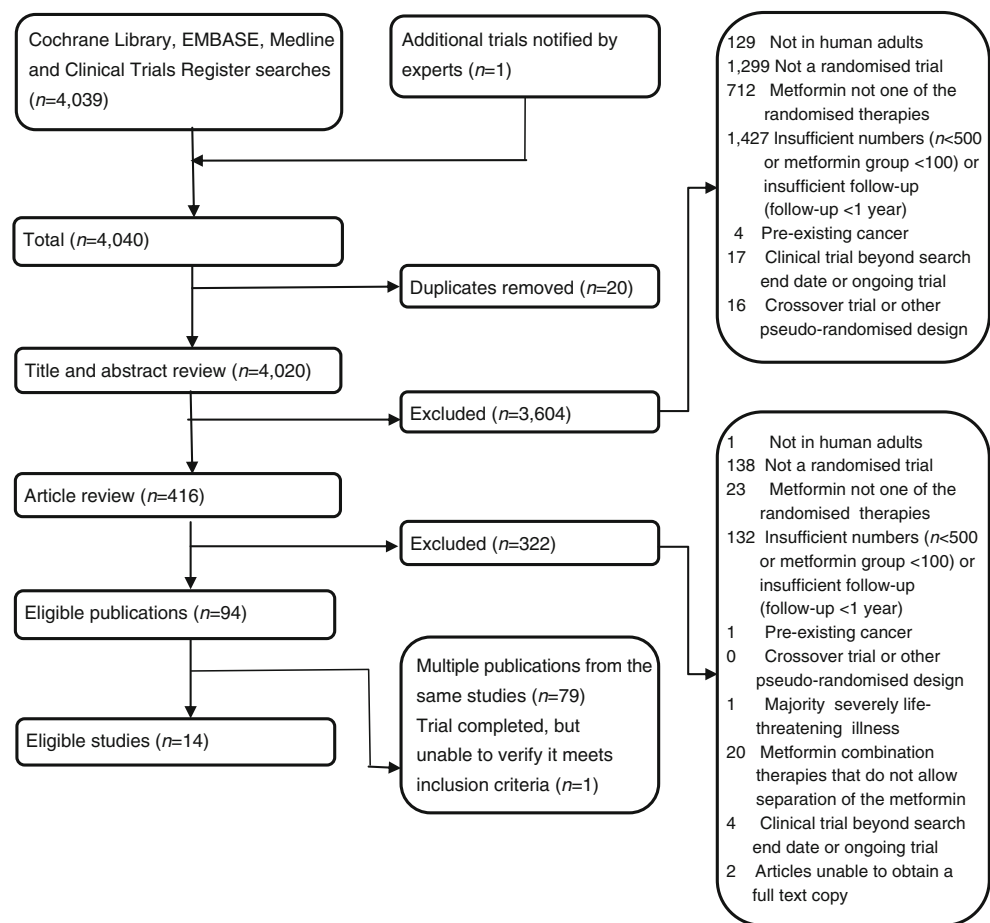 Cochrane Library, EMBASE, Medline
and Clinical Trials Register searches
(n=4,039)
Additional trials notified by
experts (n=1)
Total (n=4,040)
Duplicates removed (n=20)
Title and abstract review (n=4,020)
Excluded (n=3,604)
129 Not in human adults
1,299 Not a randomised trial
712 Metformin not one of the
randomised therapies
1,427 Insufficient numbers (n<500
or metformin group <100) or
insufficient follow-up
(follow-up <1 year)
4 Pre-existing cancer
17 Clinical trial beyond search
end date or ongoing trial
16 Crossover trial or other
pseudo-randomised design
Article review (n=416)
Excluded (n=322)
1 Not in human adults
138 Not a randomised trial
23 Metformin not one of the
randomised therapies
132 Insufficient numbers (n<500
or metformin group <100) or
insufficient follow-up
(follow-up <1 year)
1 Pre-existing cancer
0 Crossover trial or other
pseudo-randomised design
1 Majority severely life-
threatening illness
20 Metformin combination
therapies that do not allow
separation of the metformin
4 Clinical trial beyond search
end date or ongoing trial
2 Articles unable to obtain a
full text copy
Eligible publications (n=94)
Multiple publications from the
same studies (n=79)
Trial completed, but
unable to verify it meets
inclusion criteria (n=1)
Eligible studies (n=14)